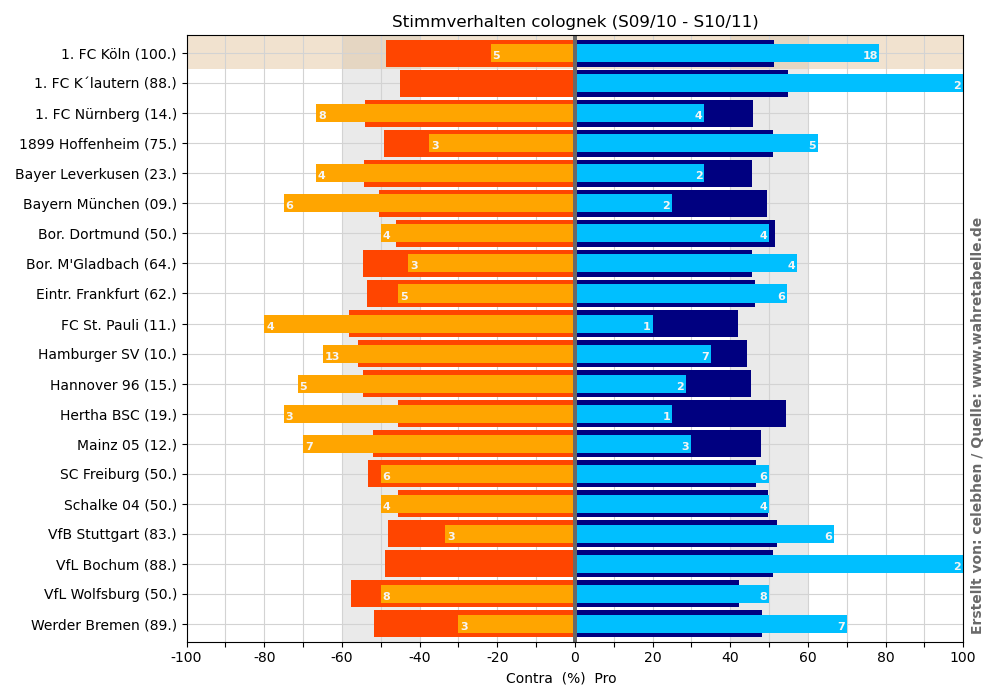 Stimmverhalten colognek (S09/10 - S10/11)
1. FC Köln (100.) 5 18
1. FC K´lautern (88.) 2
1. FC Nürnberg (14.) 8 4
1899 Hoffenheim (75.) 3 5
Bayer Leverkusen (23.) 4 2
Bayern München (09.) 6 2
Bor. Dortmund (50.) 4 4
Bor. M'Gladbach (64.) 3 4
Eintr. Frankfurt (62.) 5 6
FC St. Pauli (11.) 4 1
Hamburger SV (10.) 13 7
Hannover 96 (15.) 5 2
Hertha BSC (19.) 3 1
Mainz 05 (12.) 7 3
SC Freiburg (50.) 6 6
Schalke 04 (50.) 4 4
VfB Stuttgart (83.) 3 6
VfL Bochum (88.) 2
VfL Wolfsburg (50.) 8 8
Werder Bremen (89.) 3 7
-100 -80 -60 -40 -20 0 20 40 60 80 100
Contra (%) Pro
Erstellt von: celebhen / Quelle: www.wahretabelle.de